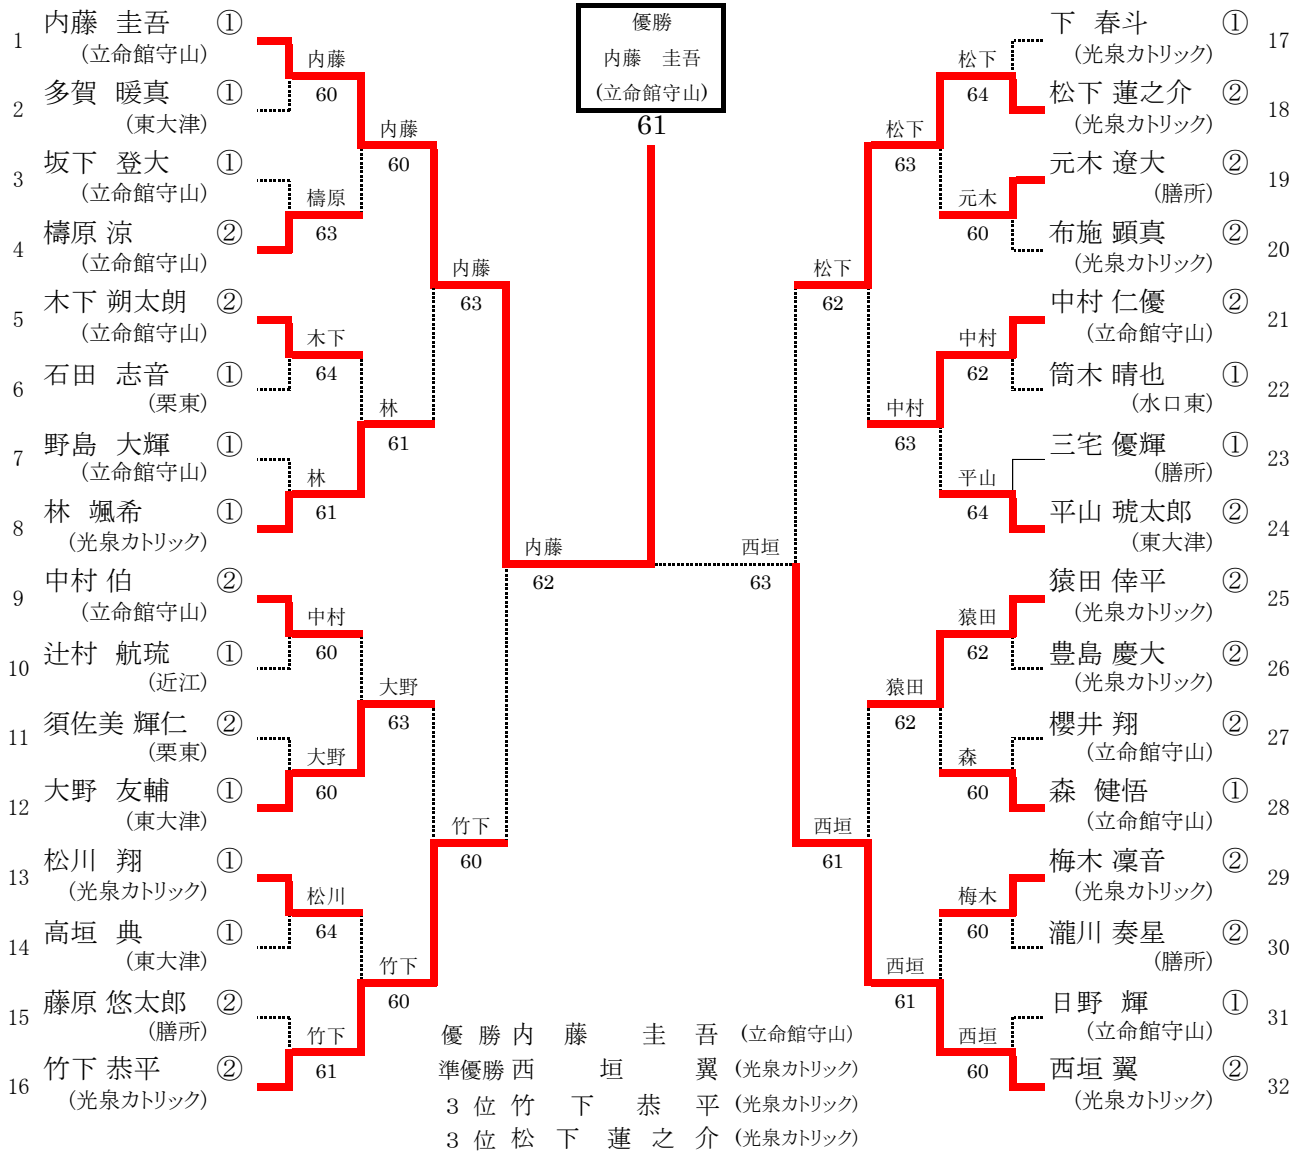 優勝
内藤　圭吾
(立命館守山)
61
1 内藤 圭吾 ①
(立命館守山)
2 多賀 暖真 ①
(東大津)
3 坂下 登大 ①
(立命館守山)
4 檮原 涼 ②
(立命館守山)
5 木下 朔太朗 ②
(立命館守山)
6 石田 志音 ①
(栗東)
7 野島 大輝 ①
(立命館守山)
8 林 颯希 ①
(光泉カトリック)
9 中村 伯 ②
(立命館守山)
10 辻村 航琉 ①
(近江)
11 須佐美 輝仁 ②
(栗東)
12 大野 友輔 ①
(東大津)
13 松川 翔 ①
(光泉カトリック)
14 高垣 典 ①
(東大津)
15 藤原 悠太郎 ②
(膳所)
16 竹下 恭平 ②
(光泉カトリック)
内藤
60
檮原
63
木下
64
林
61
中村
60
大野
60
松川
64
竹下
61
内藤
60
林
61
大野
63
竹下
60
内藤
63
竹下
60
内藤
62
西垣
63
松下
62
西垣
61
松下
63
中村
63
猿田
62
西垣
61
松下
64
元木
60
中村
62
平山
64
猿田
62
森
60
梅木
60
西垣
60
下 春斗 ① 17
(光泉カトリック)
松下 蓮之介 ② 18
(光泉カトリック)
元木 遼大 ② 19
(膳所)
布施 顕真 ② 20
(光泉カトリック)
中村 仁優 ② 21
(立命館守山)
筒木 晴也 ① 22
(水口東)
三宅 優輝 ① 23
(膳所)
平山 琥太郎 ② 24
(東大津)
猿田 倖平 ② 25
(光泉カトリック)
豊島 慶大 ② 26
(光泉カトリック)
櫻井 翔 ② 27
(立命館守山)
森 健悟 ① 28
(立命館守山)
梅木 凜音 ② 29
(光泉カトリック)
瀧川 奏星 ② 30
(膳所)
日野 輝 ① 31
(立命館守山)
西垣 翼 ② 32
(光泉カトリック)
優 勝 内 藤 圭 吾 (立命館守山)
準優勝 西 垣 翼 (光泉カトリック)
3 位 竹 下 恭 平 (光泉カトリック)
3 位 松 下 蓮 之 介 (光泉カトリック)